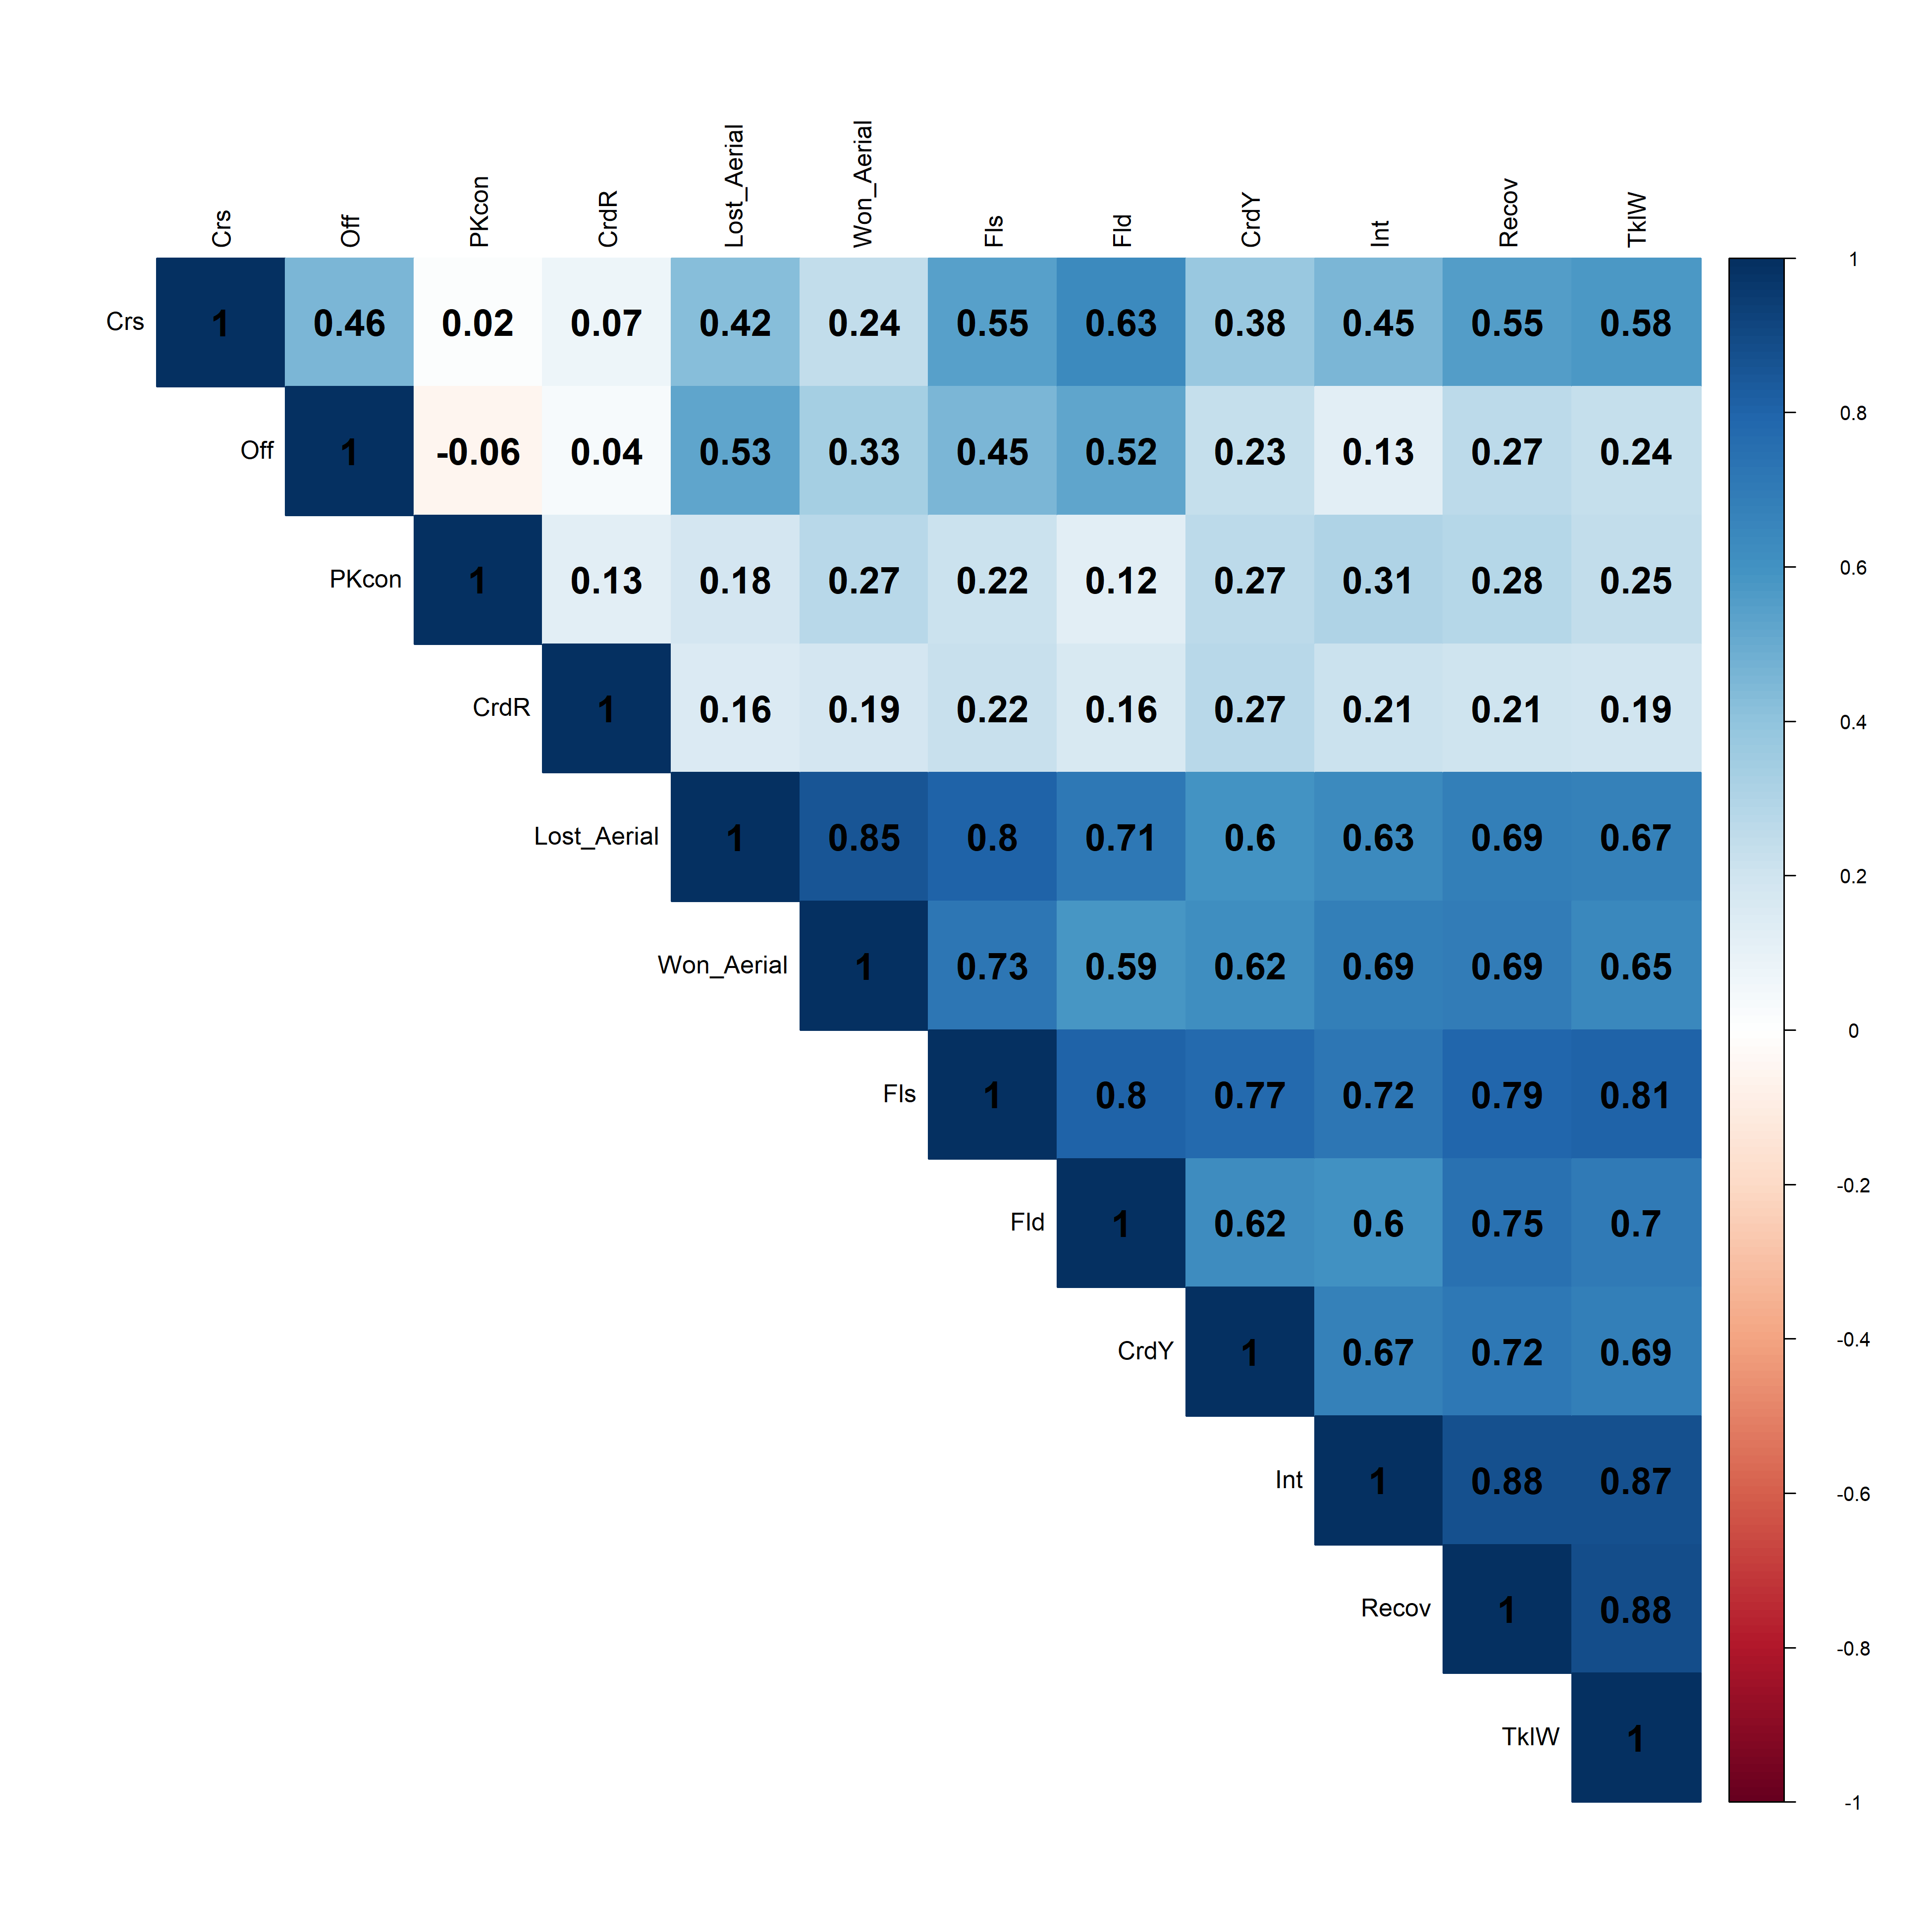 Crs Off PKcon CrdR Lost_Aerial Won_Aerial Fls Fld CrdY Int Recov TklW
Crs 1 0.46 0.02 0.07 0.42 0.24 0.55 0.63 0.38 0.45 0.55 0.58
Off 1 -0.06 0.04 0.53 0.33 0.45 0.52 0.23 0.13 0.27 0.24
PKcon 1 0.13 0.18 0.27 0.22 0.12 0.27 0.31 0.28 0.25
CrdR 1 0.16 0.19 0.22 0.16 0.27 0.21 0.21 0.19
Lost_Aerial 1 0.85 0.8 0.71 0.6 0.63 0.69 0.67
Won_Aerial 1 0.73 0.59 0.62 0.69 0.69 0.65
Fls 1 0.8 0.77 0.72 0.79 0.81
Fld 1 0.62 0.6 0.75 0.7
CrdY 1 0.67 0.72 0.69
Int 1 0.88 0.87
Recov 1 0.88
TklW 1
1
0.8
0.6
0.4
0.2
0
-0.2
-0.4
-0.6
-0.8
-1